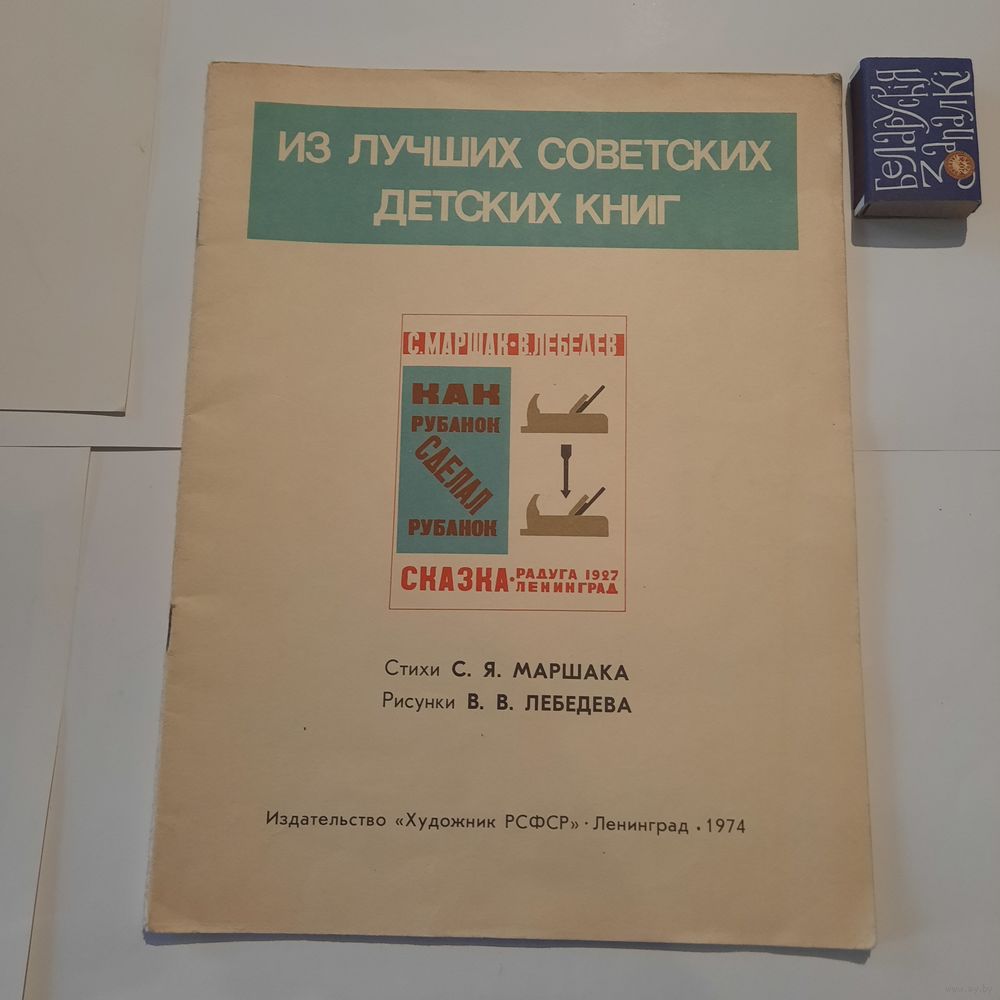 ИЗ ЛУЧШИХ СОВЕТСКИХ
ДЕТСКИХ КНИГ
С.МАРШАК·В.ЛЕБЕДЕВ
КАК
РУБАНОК
СДЕЛАЛ
РУБАНОК
СКАЗКА·РАДУГА 1927
ЛЕНИНГРАД
Стихи С. Я. МАРШАКА
Рисунки В. В. ЛЕБЕДЕВА
Издательство «Художник РСФСР» · Ленинград · 1974
БеЛаРУСКіЯ
ZаПаЛКі